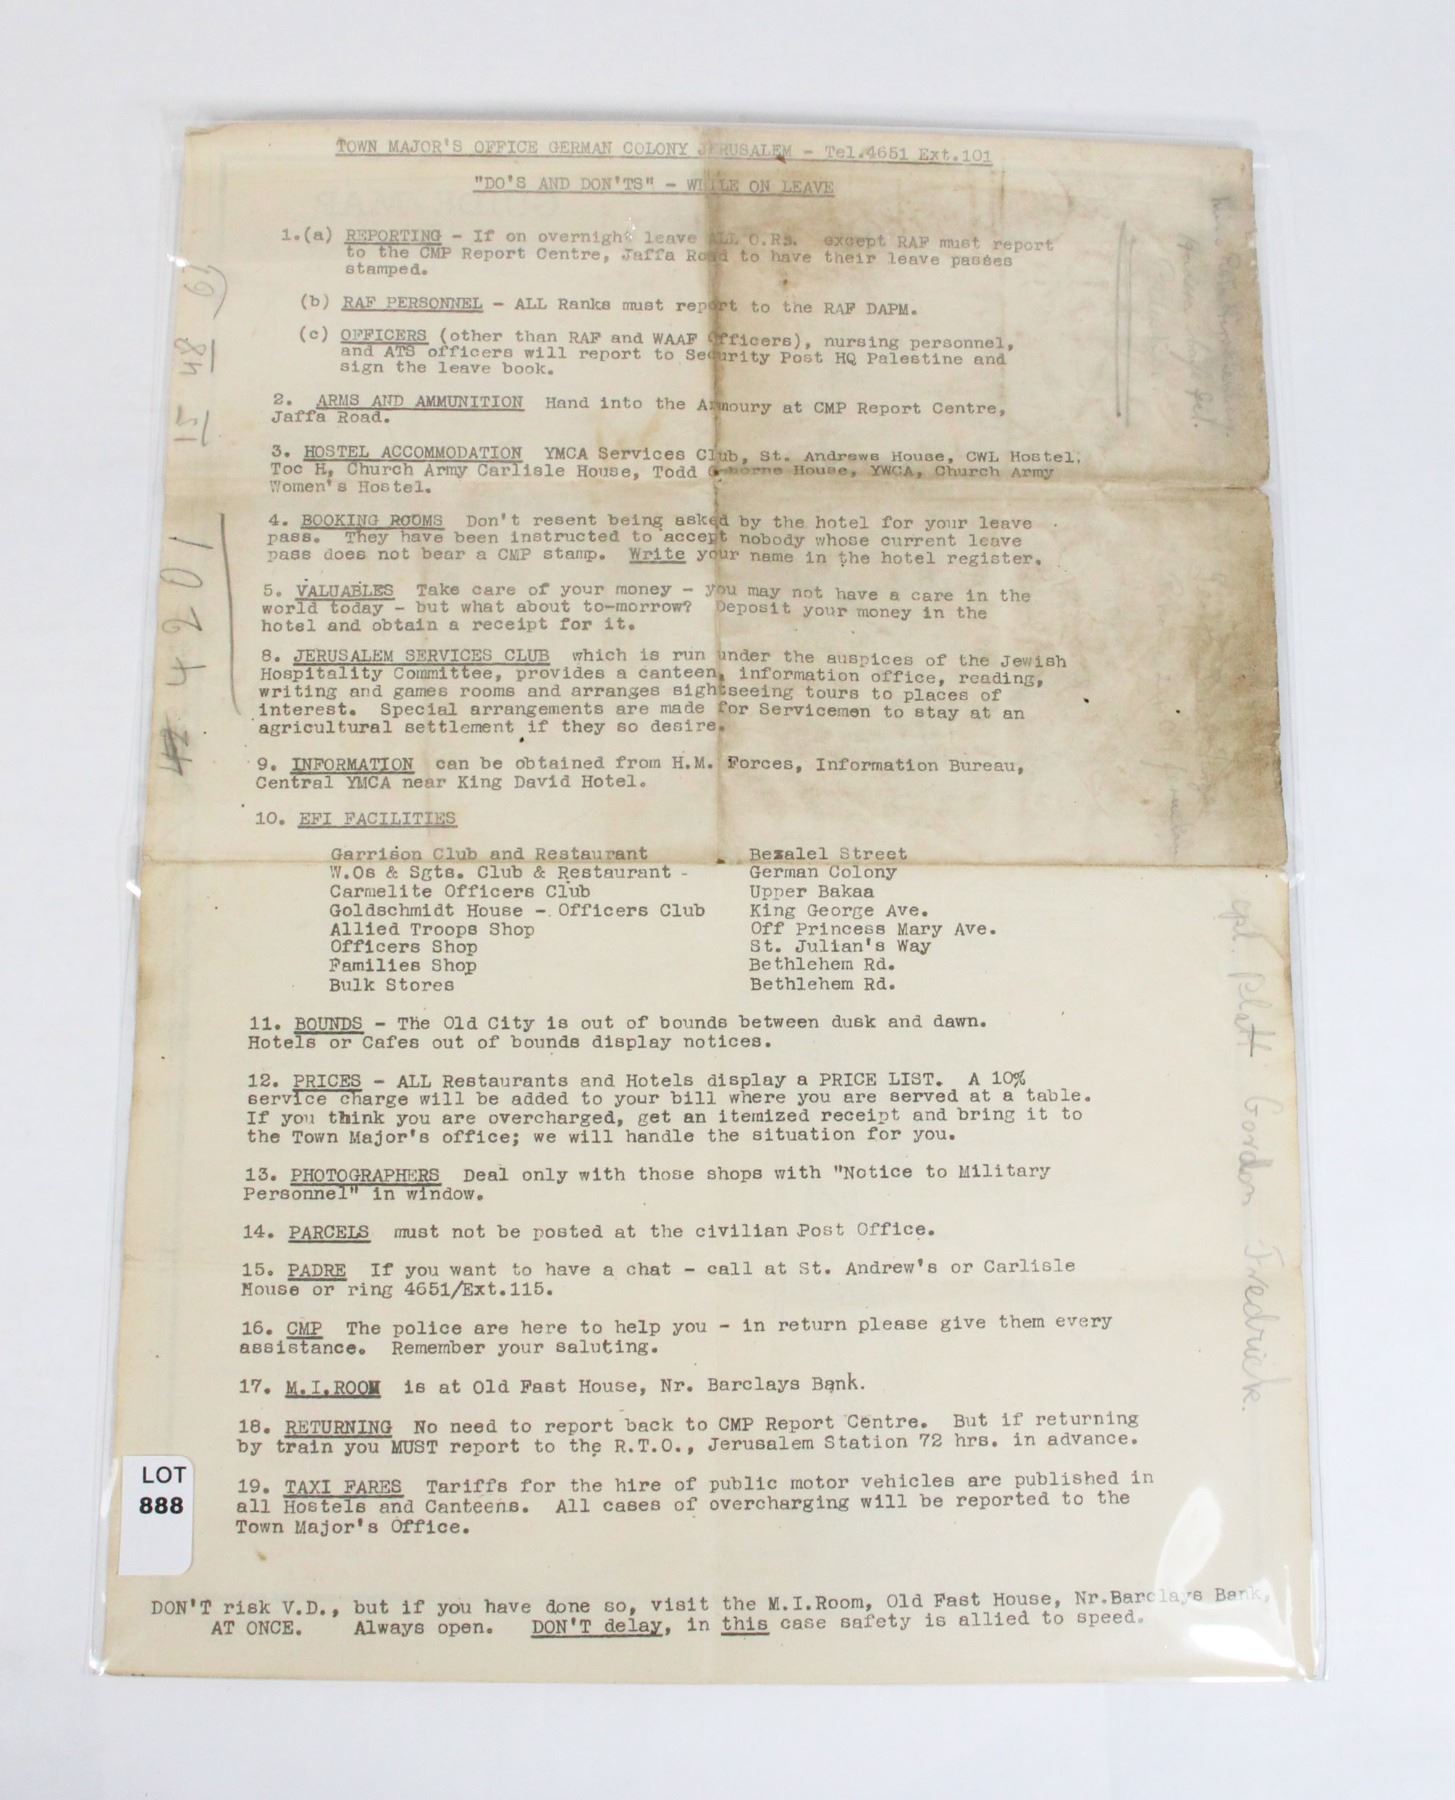 TOWN MAJOR'S OFFICE GERMAN COLONY JERUSALEM - Tel.4651 Ext.101
"DO'S AND DON'TS" - WHILE ON LEAVE
1.(a) REPORTING - If on overnight leave ALL O.Rs. except RAF must report
to the CMP Report Centre, Jaffa Road to have their leave passes
stamped.
(b) RAF PERSONNEL - ALL Ranks must report to the RAF DAPM.
(c) OFFICERS (other than RAF and WAAF Officers), nursing personnel,
and ATS officers will report to Security Post HQ Palestine and
sign the leave book.
2. ARMS AND AMMUNITION Hand into the Armoury at CMP Report Centre,
Jaffa Road.
3. HOSTEL ACCOMMODATION YMCA Services Club, St. Andrews House, CWL Hostel,
Toc H, Church Army Carlisle House, Todd Osborne House, YWCA, Church Army
Women's Hostel.
4. BOOKING ROOMS Don't resent being asked by the hotel for your leave
pass. They have been instructed to accept nobody whose current leave
pass does not bear a CMP stamp. Write your name in the hotel register.
5. VALUABLES Take care of your money - you may not have a care in the
world today - but what about to-morrow? Deposit your money in the
hotel and obtain a receipt for it.
8. JERUSALEM SERVICES CLUB which is run under the auspices of the Jewish
Hospitality Committee, provides a canteen, information office, reading,
writing and games rooms and arranges sightseeing tours to places of
interest. Special arrangements are made for Servicemen to stay at an
agricultural settlement if they so desire.
9. INFORMATION can be obtained from H.M. Forces, Information Bureau,
Central YMCA near King David Hotel.
10. EFI FACILITIES
Garrison Club and Restaurant Bezalel Street
W.Os & Sgts. Club & Restaurant - German Colony
Carmelite Officers Club Upper Bakaa
Goldschmidt House - Officers Club King George Ave.
Allied Troops Shop Off Princess Mary Ave.
Officers Shop St. Julian's Way
Families Shop Bethlehem Rd.
Bulk Stores Bethlehem Rd.
11. BOUNDS - The Old City is out of bounds between dusk and dawn.
Hotels or Cafes out of bounds display notices.
12. PRICES - ALL Restaurants and Hotels display a PRICE LIST. A 10%
service charge will be added to your bill where you are served at a table.
If you think you are overcharged, get an itemized receipt and bring it to
the Town Major's office; we will handle the situation for you.
13. PHOTOGRAPHERS Deal only with those shops with "Notice to Military
Personnel" in window.
14. PARCELS must not be posted at the civilian Post Office.
15. PADRE If you want to have a chat - call at St. Andrew's or Carlisle
House or ring 4651/Ext.115.
16. CMP The police are here to help you - in return please give them every
assistance. Remember your saluting.
17. M.I.ROOM is at Old Fast House, Nr. Barclays Bank.
18. RETURNING No need to report back to CMP Report Centre. But if returning
by train you MUST report to the R.T.O., Jerusalem Station 72 hrs. in advance.
19. TAXI FARES Tariffs for the hire of public motor vehicles are published in
all Hostels and Canteens. All cases of overcharging will be reported to the
Town Major's Office.
DON'T risk V.D., but if you have done so, visit the M.I.Room, Old Fast House, Nr.Barclays Bank,
AT ONCE. Always open. DON'T delay, in this case safety is allied to speed.
15 48
4201
Cpl. Gordon Fredrick.
LOT
888